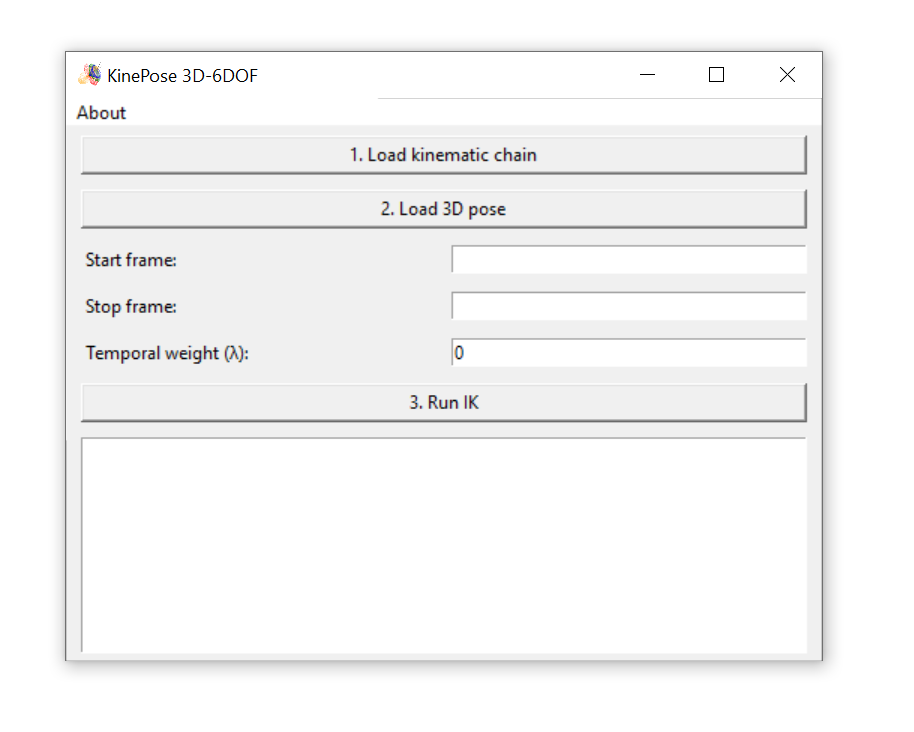 KinePose 3D-6DOF
About
1. Load kinematic chain
2. Load 3D pose
Start frame:
Stop frame:
Temporal weight (λ): 0
3. Run IK